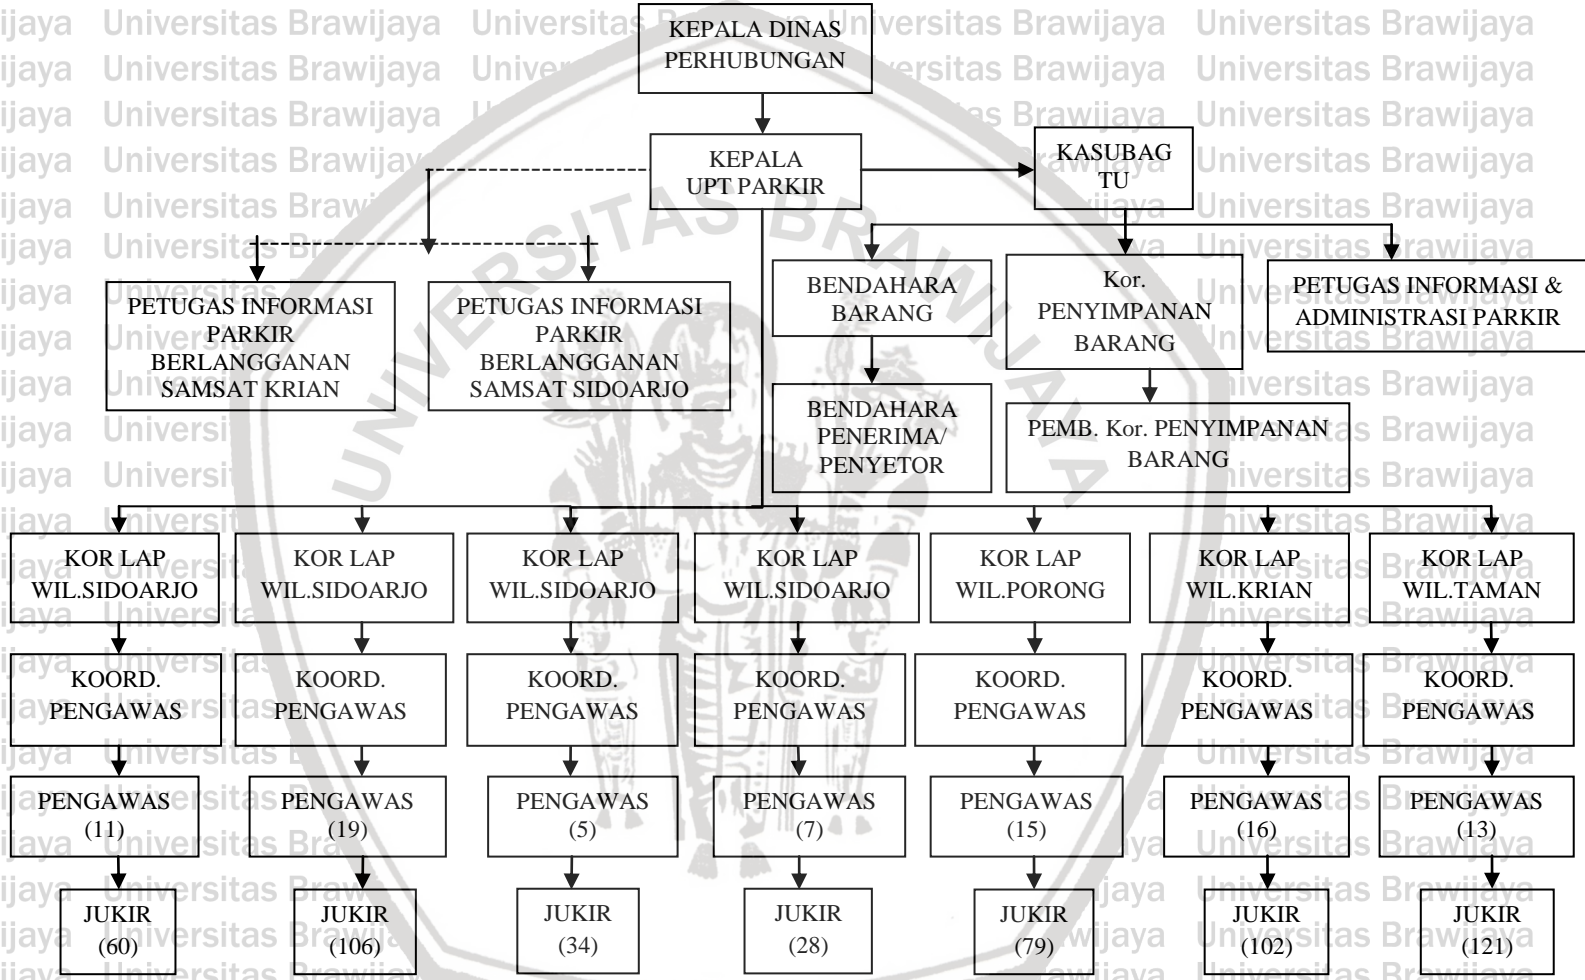 KEPALA DINAS
PERHUBUNGAN
KEPALA
UPT PARKIR
KASUBAG
TU
PETUGAS INFORMASI
PARKIR
BERLANGGANAN
SAMSAT KRIAN
PETUGAS INFORMASI
PARKIR
BERLANGGANAN
SAMSAT SIDOARJO
BENDAHARA
BARANG
Kor.
PENYIMPANAN
BARANG
PETUGAS INFORMASI &
ADMINISTRASI PARKIR
BENDAHARA
PENERIMA/
PENYETOR
PEMB. Kor. PENYIMPANAN
BARANG
KOR LAP
WIL.SIDOARJO
KOR LAP
WIL.SIDOARJO
KOR LAP
WIL.SIDOARJO
KOR LAP
WIL.SIDOARJO
KOR LAP
WIL.PORONG
KOR LAP
WIL.KRIAN
KOR LAP
WIL.TAMAN
KOORD.
PENGAWAS
KOORD.
PENGAWAS
KOORD.
PENGAWAS
KOORD.
PENGAWAS
KOORD.
PENGAWAS
KOORD.
PENGAWAS
KOORD.
PENGAWAS
PENGAWAS
(11)
PENGAWAS
(19)
PENGAWAS
(5)
PENGAWAS
(7)
PENGAWAS
(15)
PENGAWAS
(16)
PENGAWAS
(13)
JUKIR
(60)
JUKIR
(106)
JUKIR
(34)
JUKIR
(28)
JUKIR
(79)
JUKIR
(102)
JUKIR
(121)
UNIVERSITAS BRAWIJAYA